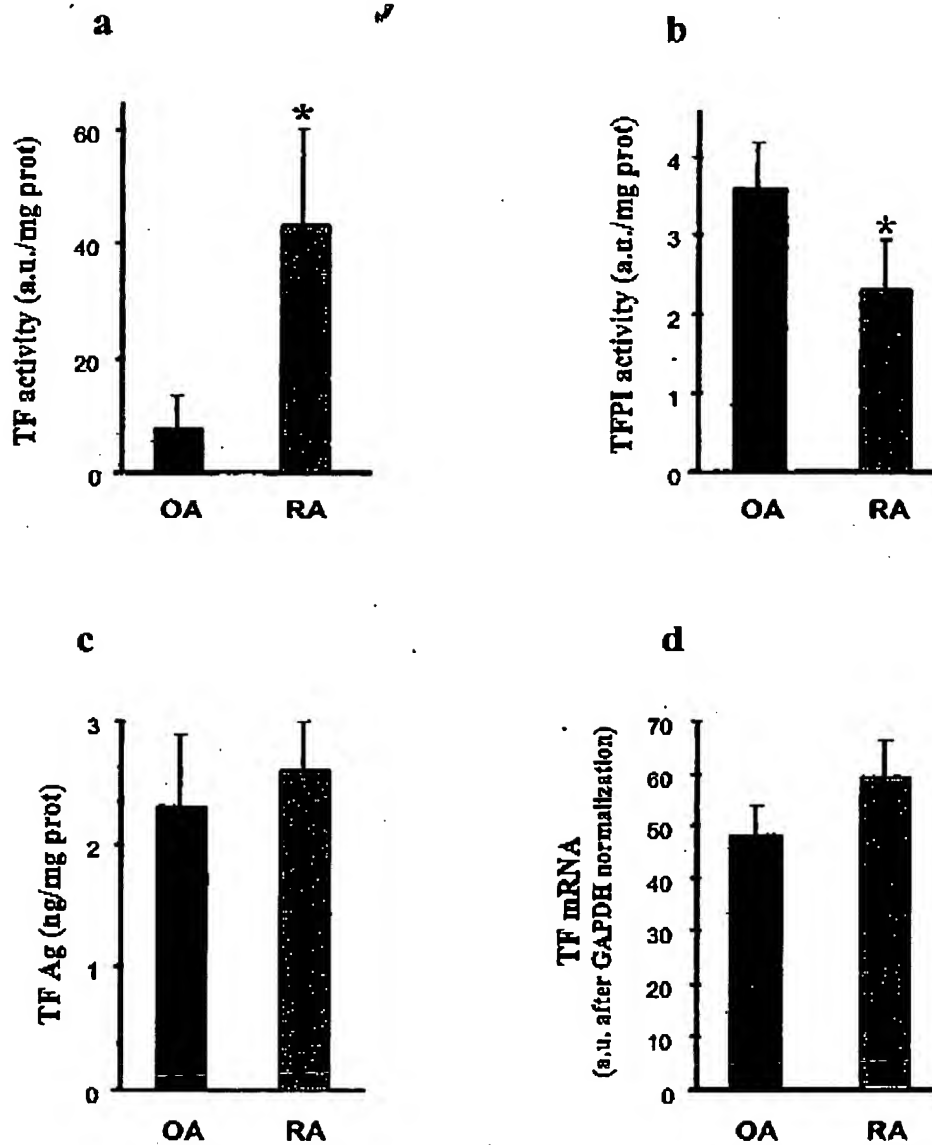 a
TF activity (a.u./mg prot)
60
40
20
0
*
OA RA
b
TFPI activity (a.u./mg prot)
4
3
2
1
0
*
OA RA
c
TF Ag (ng/mg prot)
3
2
1
0
OA RA
d
TF mRNA
(a.u. after GAPDH normalization)
70
60
50
40
30
20
10
0
OA RA